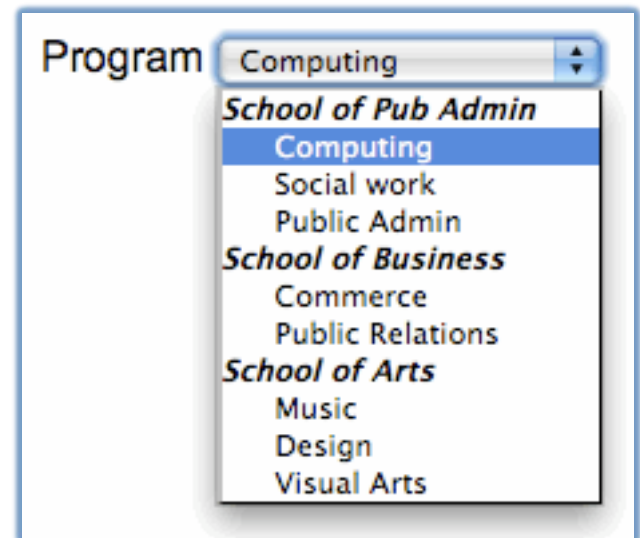 Program Computing
School of Pub Admin
Computing
Social work
Public Admin
School of Business
Commerce
Public Relations
School of Arts
Music
Design
Visual Arts